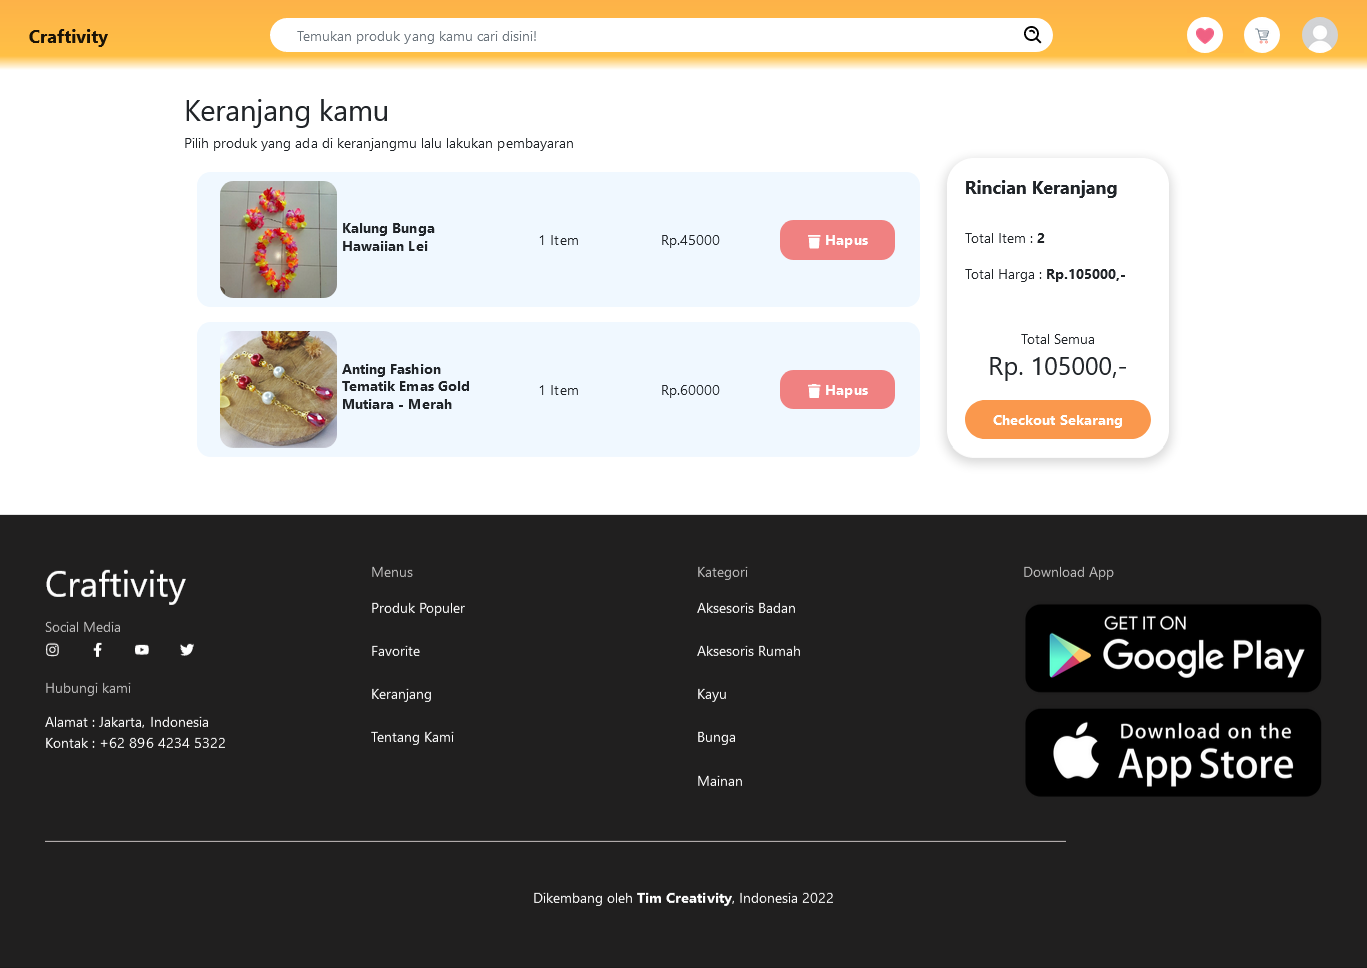 Craftivity
Temukan produk yang kamu cari disini!
Keranjang kamu
Pilih produk yang ada di keranjangmu lalu lakukan pembayaran
Kalung Bunga
Hawaiian Lei
1 Item
Rp.45000
Hapus
Anting Fashion
Tematik Emas Gold
Mutiara - Merah
1 Item
Rp.60000
Hapus
Rincian Keranjang
Total Item : 2
Total Harga : Rp.105000,-
Total Semua
Rp. 105000,-
Checkout Sekarang
Craftivity
Social Media
Hubungi kami
Alamat : Jakarta, Indonesia
Kontak : +62 896 4234 5322
Menus
Produk Populer
Favorite
Keranjang
Tentang Kami
Kategori
Aksesoris Badan
Aksesoris Rumah
Kayu
Bunga
Mainan
Download App
GET IT ON
Google Play
Download on the
App Store
Dikembang oleh Tim Creativity, Indonesia 2022